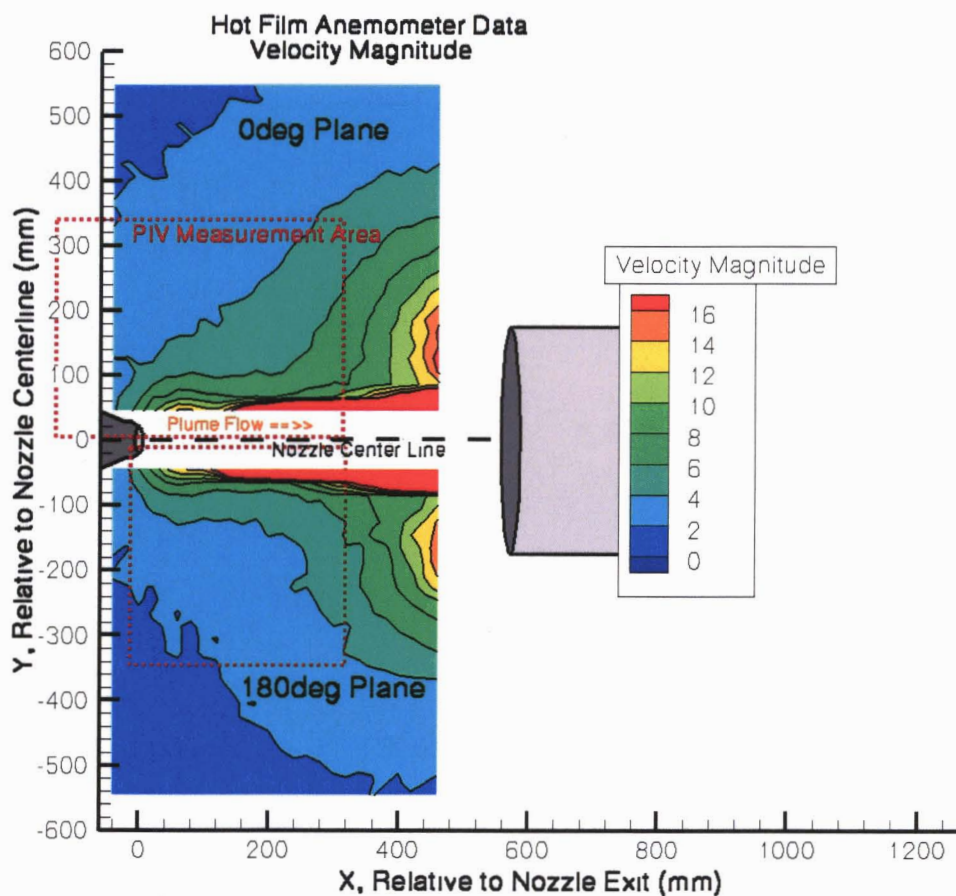 Hot Film Anemometer Data
Velocity Magnitude
600
500
400
300
200
100
0
-100
-200
-300
-400
-500
-600
Y, Relative to Nozzle Centerline (mm)
0deg Plane
PIV Measurement Area
Plume Flow ==>>
Nozzle Center Line
180deg Plane
Velocity Magnitude
16
14
12
10
8
6
4
2
0
0 200 400 600 800 1000 1200
X, Relative to Nozzle Exit (mm)